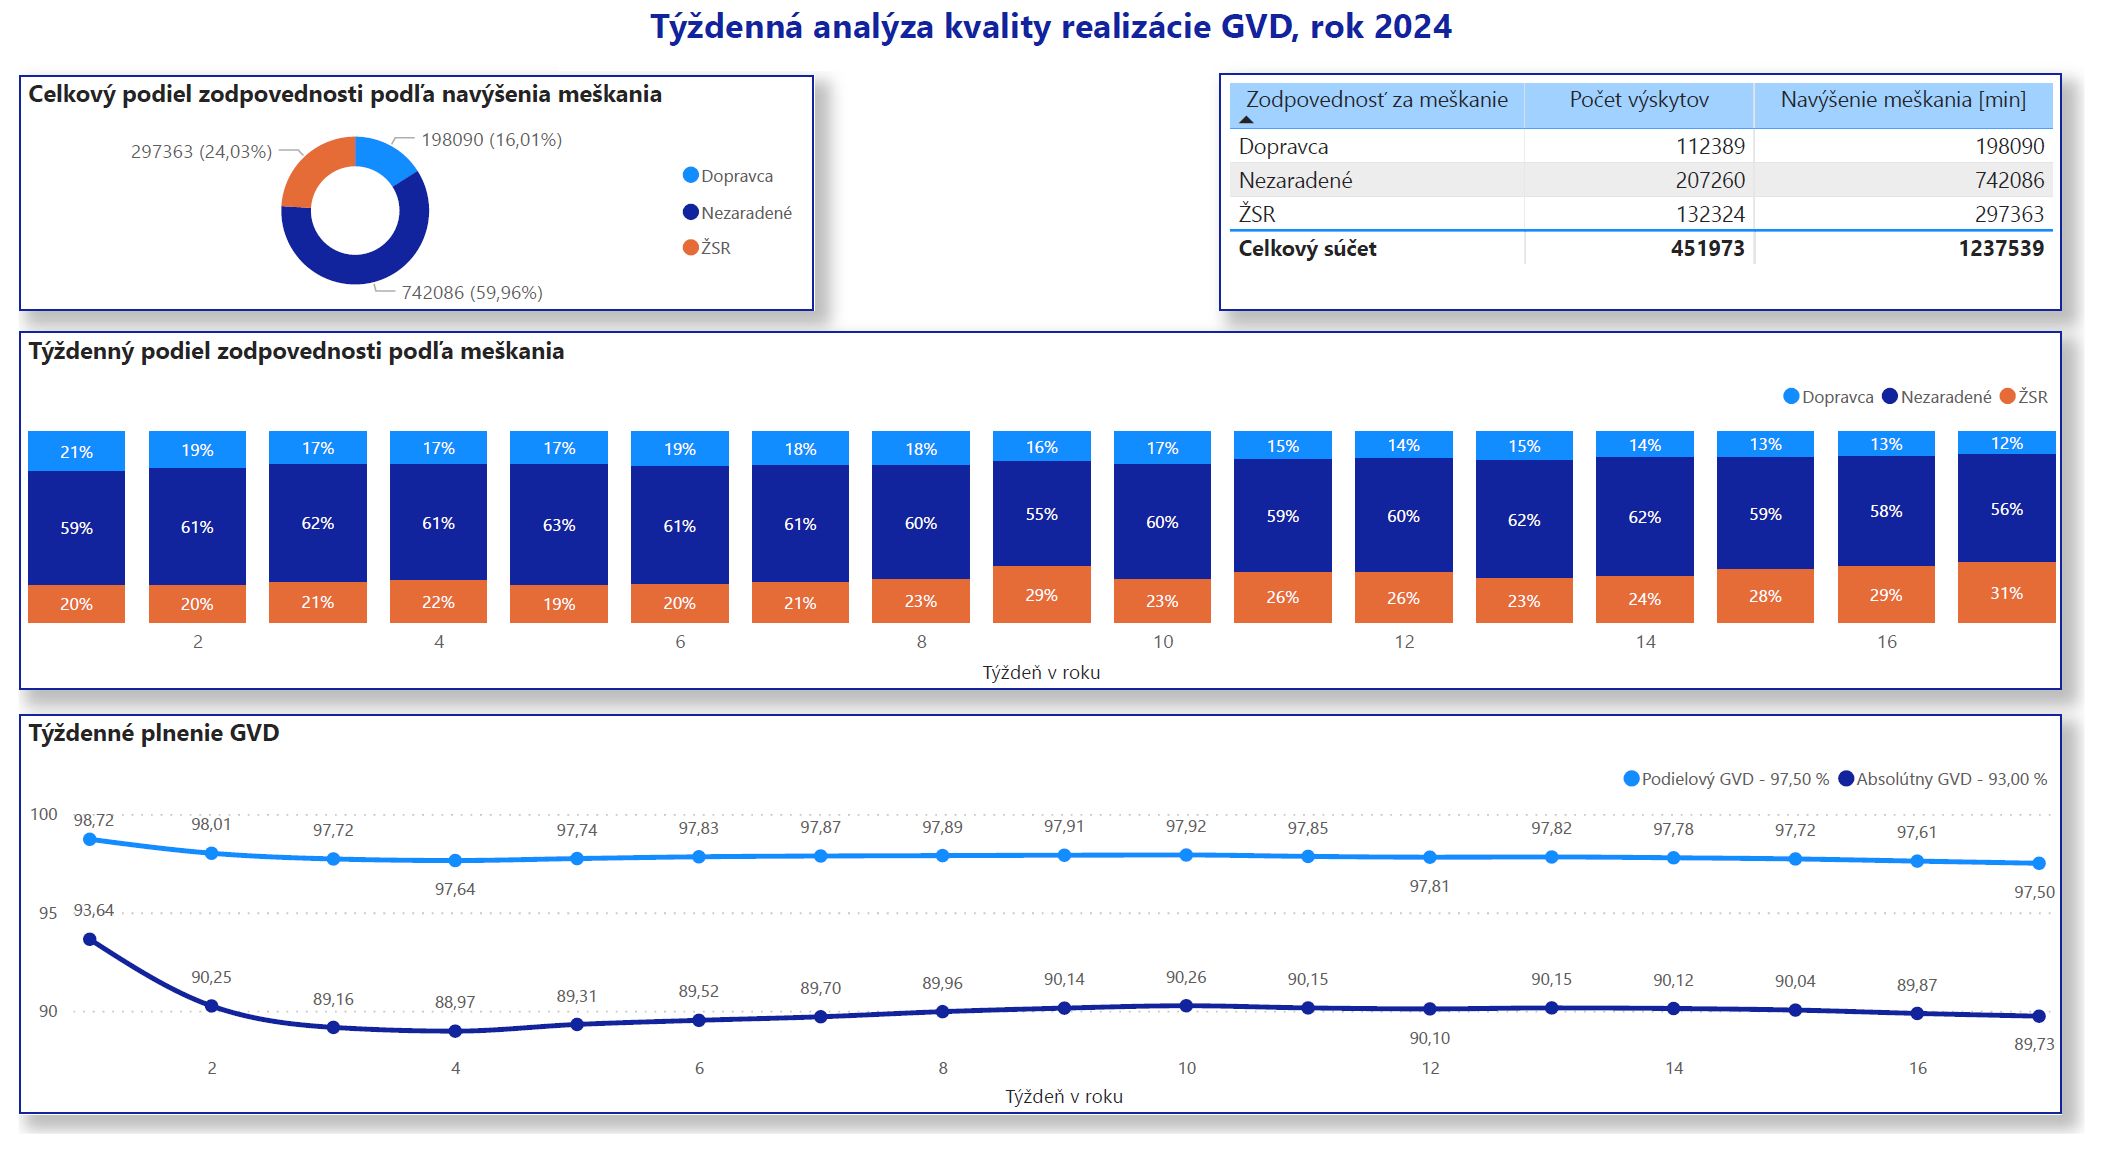 Týždenná analýza kvality realizácie GVD, rok 2024
Celkový podiel zodpovednosti podľa navýšenia meškania
198090 (16,01%)
297363 (24,03%)
742086 (59,96%)
Dopravca
Nezaradené
ŽSR
Zodpovednosť za meškanie Počet výskytov Navýšenie meškania [min]
Dopravca 112389 198090
Nezaradené 207260 742086
ŽSR 132324 297363
Celkový súčet 451973 1237539
Týždenný podiel zodpovednosti podľa meškania
Dopravca Nezaradené ŽSR
21% 19% 17% 17% 17% 19% 18% 18% 16% 17% 15% 14% 15% 14% 13% 13% 12%
59% 61% 62% 61% 63% 61% 61% 60% 55% 60% 59% 60% 62% 62% 59% 58% 56%
20% 20% 21% 22% 19% 20% 21% 23% 29% 23% 26% 26% 23% 24% 28% 29% 31%
2 4 6 8 10 12 14 16
Týždeň v roku
Týždenné plnenie GVD
Podielový GVD - 97,50 % Absolútny GVD - 93,00 %
100
98,72 98,01 97,72 97,64 97,74 97,83 97,87 97,89 97,91 97,92 97,85 97,81 97,82 97,78 97,72 97,61 97,50
95
93,64 90,25 89,16 88,97 89,31 89,52 89,70 89,96 90,14 90,26 90,15 90,10 90,15 90,12 90,04 89,87 89,73
90
2 4 6 8 10 12 14 16
Týždeň v roku